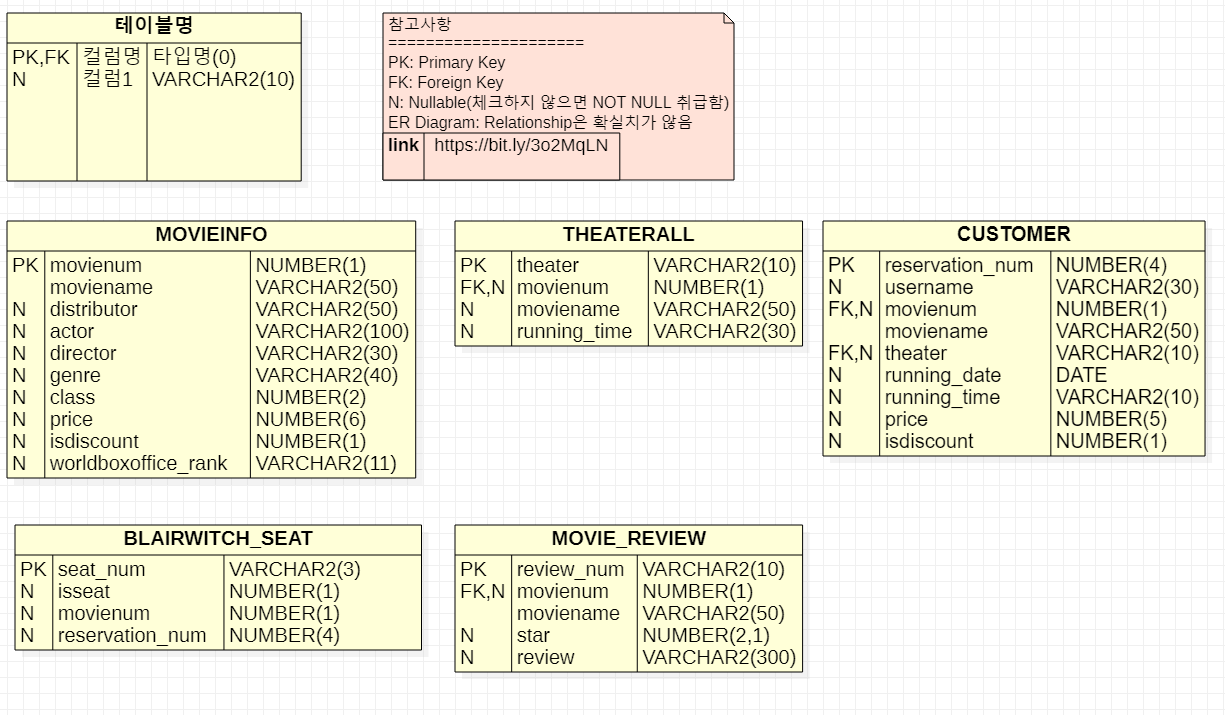 테이블명
PK,FK 컬럼명 타입명(0)
N 컬럼1 VARCHAR2(10)
참고사항
=====================
PK: Primary Key
FK: Foreign Key
N: Nullable(체크하지 않으면 NOT NULL 취급함)
ER Diagram: Relationship은 확실치가 않음
link https://bit.ly/3o2MqLN
MOVIEINFO
PK movienum NUMBER(1)
moviename VARCHAR2(50)
N distributor VARCHAR2(50)
N actor VARCHAR2(100)
N director VARCHAR2(30)
N genre VARCHAR2(40)
N class NUMBER(2)
N price NUMBER(6)
N isdiscount NUMBER(1)
N worldboxoffice_rank VARCHAR2(11)
THEATERALL
PK theater VARCHAR2(10)
FK,N movienum NUMBER(1)
N moviename VARCHAR2(50)
N running_time VARCHAR2(30)
CUSTOMER
PK reservation_num NUMBER(4)
N username VARCHAR2(30)
FK,N movienum NUMBER(1)
moviename VARCHAR2(50)
FK,N theater VARCHAR2(10)
N running_date DATE
N running_time VARCHAR2(10)
N price NUMBER(5)
N isdiscount NUMBER(1)
BLAIRWITCH_SEAT
PK seat_num VARCHAR2(3)
N isseat NUMBER(1)
N movienum NUMBER(1)
N reservation_num NUMBER(4)
MOVIE_REVIEW
PK review_num VARCHAR2(10)
FK,N movienum NUMBER(1)
moviename VARCHAR2(50)
N star NUMBER(2,1)
N review VARCHAR2(300)